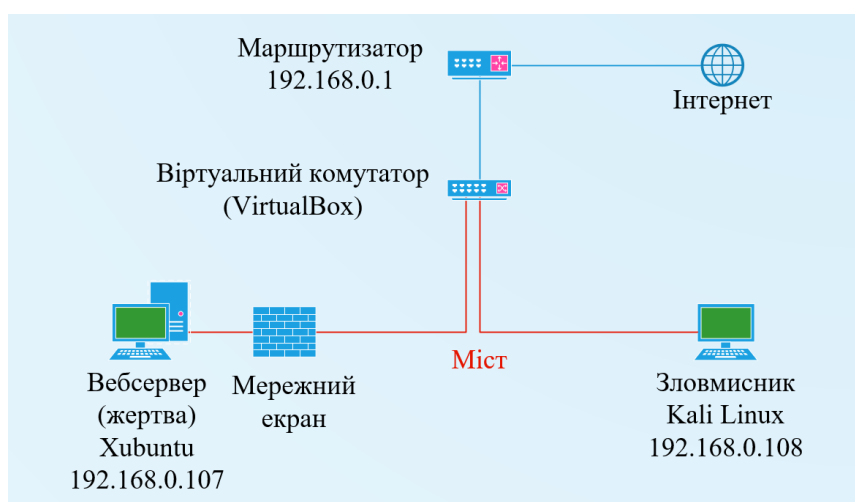 Маршрутизатор
192.168.0.1
Інтернет
Віртуальний комутатор
(VirtualBox)
Міст
Вебсервер
(жертва)
Xubuntu
192.168.0.107
Мережний
екран
Зловмисник
Kali Linux
192.168.0.108